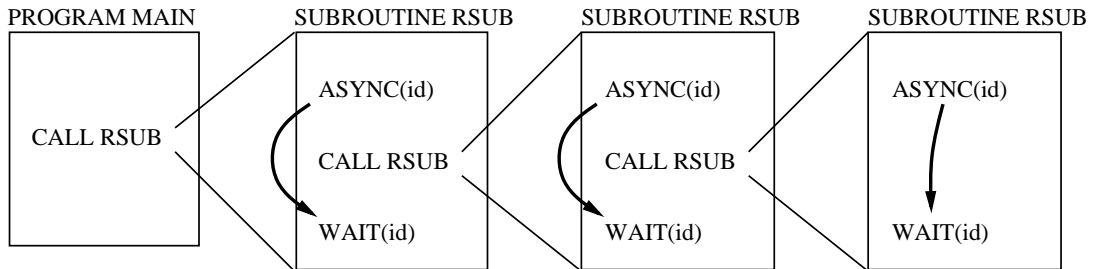 PROGRAM MAIN
CALL RSUB
SUBROUTINE RSUB
ASYNC(id)
CALL RSUB
WAIT(id)
SUBROUTINE RSUB
ASYNC(id)
CALL RSUB
WAIT(id)
SUBROUTINE RSUB
ASYNC(id)
WAIT(id)